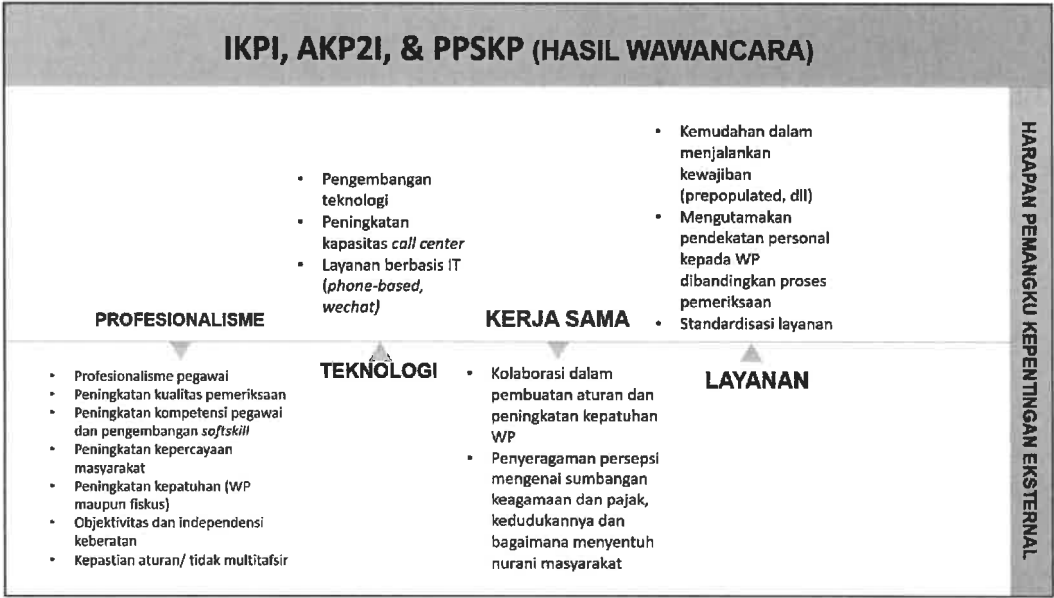 IKPI, AKP2I, & PPSKP (HASIL WAWANCARA)
HARAPAN PEMANGKU KEPENTINGAN EKSTERNAL
PROFESIONALISME
• Profesionalisme pegawai
• Peningkatan kualitas pemeriksaan
• Peningkatan kompetensi pegawai
dan pengembangan softskill
• Peningkatan kepercayaan
masyarakat
• Peningkatan kepatuhan (WP
maupun fiskus)
• Objektivitas dan independensi
keberatan
• Kepastian aturan/ tidak multitafsir
• Pengembangan
teknologi
• Peningkatan
kapasitas call center
• Layanan berbasis IT
(phone-based,
wechat)
TEKNOLOGI
KERJA SAMA
• Kolaborasi dalam
pembuatan aturan dan
peningkatan kepatuhan
WP
• Penyeragaman persepsi
mengenai sumbangan
keagamaan dan pajak,
kedudukannya dan
bagaimana menyentuh
nurani masyarakat
• Kemudahan dalam
menjalankan
kewajiban
(prepopulated, dll)
• Mengutamakan
pendekatan personal
kepada WP
dibandingkan proses
pemeriksaan
• Standardisasi layanan
LAYANAN